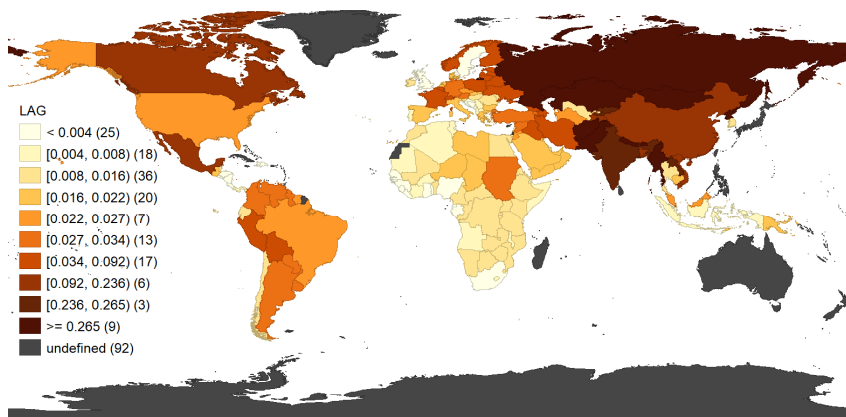 LAG
< 0.004 (25)
[0.004, 0.008) (18)
[0.008, 0.016) (36)
[0.016, 0.022) (20)
[0.022, 0.027) (7)
[0.027, 0.034) (13)
[0.034, 0.092) (17)
[0.092, 0.236) (6)
[0.236, 0.265) (3)
>= 0.265 (9)
undefined (92)